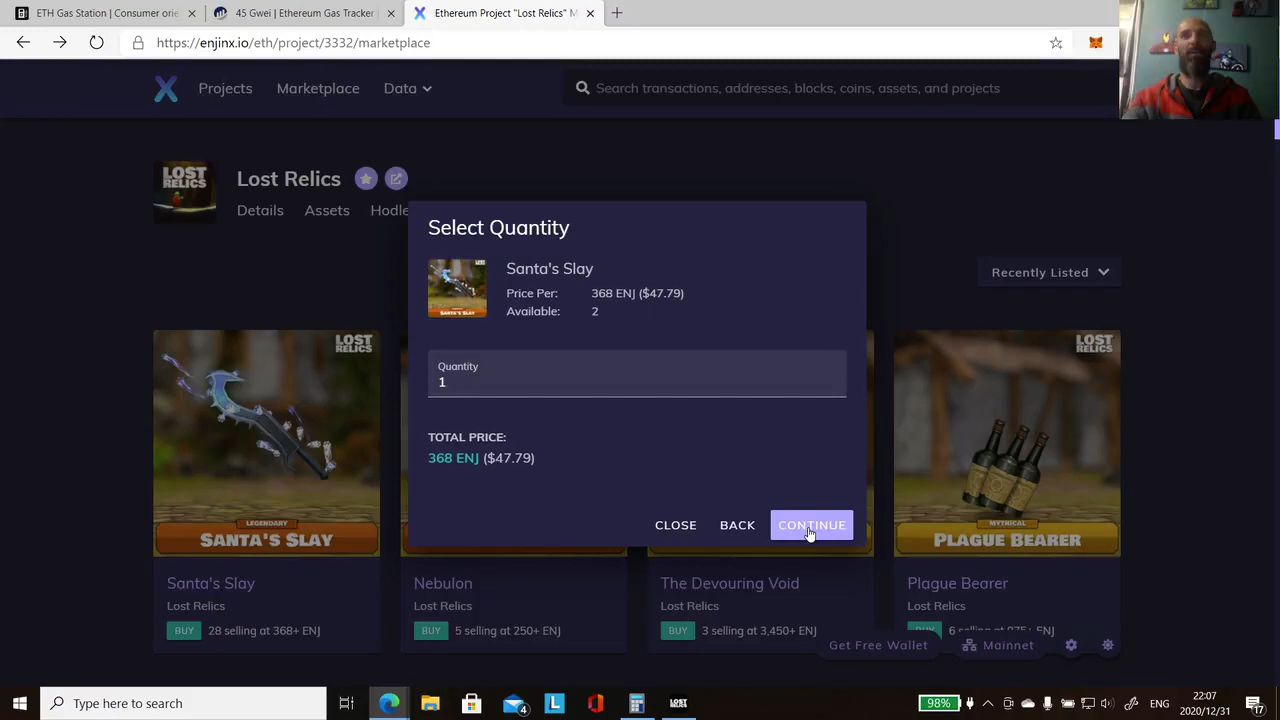 ETH Gas Station | Consumer orie
45 Gwei | Ethereum Gas Tracker
Ethereum Project "Lost Relics" M
https://enjinx.io/eth/project/3332/marketplace
Projects
Marketplace
Data
Search transactions, addresses, blocks, coins, assets, and projects
LOST RELICS
Lost Relics
Details
Assets
Hodle
Recently Listed
Select Quantity
SANTA'S SLAY
Santa's Slay
Price Per: 368 ENJ ($47.79)
Available: 2
Quantity
1
TOTAL PRICE:
368 ENJ ($47.79)
CLOSE
BACK
CONTINUE
LOST RELICS
LEGENDARY
SANTA'S SLAY
Santa's Slay
Lost Relics
BUY
28 selling at 368+ ENJ
Nebulon
Lost Relics
BUY
5 selling at 250+ ENJ
The Devouring Void
Lost Relics
BUY
3 selling at 3,450+ ENJ
LOST RELICS
MYTHICAL
PLAGUE BEARER
Plague Bearer
Lost Relics
Get Free Wallet
Mainnet
Type here to search
4
L
LOST
98%
ENG
22:07
2020/12/31
17